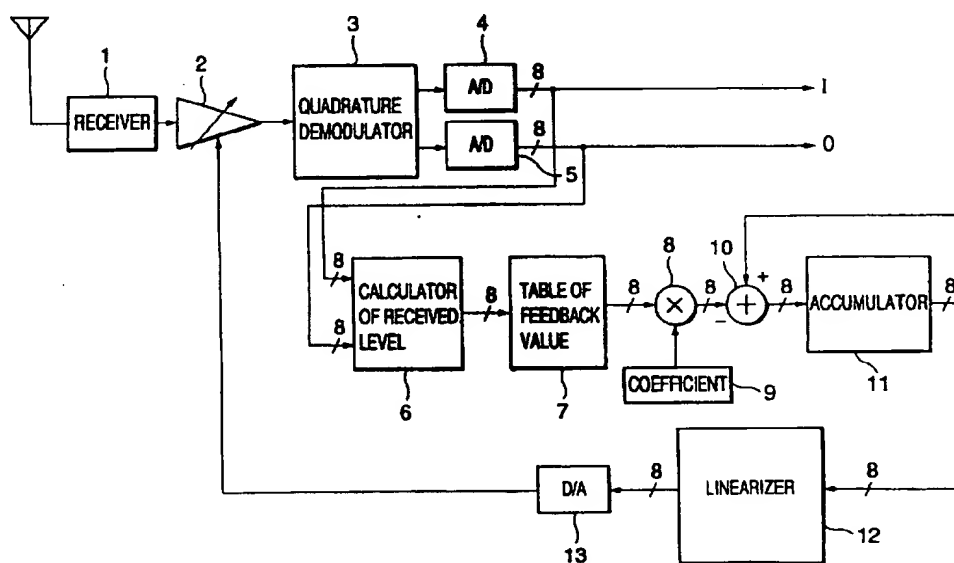 1
2
3
4
RECEIVER
QUADRATURE
DEMODULATOR
A/D
8
I
A/D
8
O
5
8
8
CALCULATOR
OF RECEIVED
LEVEL
6
8
TABLE OF
FEEDBACK
VALUE
7
8
8
×
8
COEFFICIENT
9
10
+
−
+
8
ACCUMULATOR
11
8
8
LINEARIZER
12
8
D/A
13